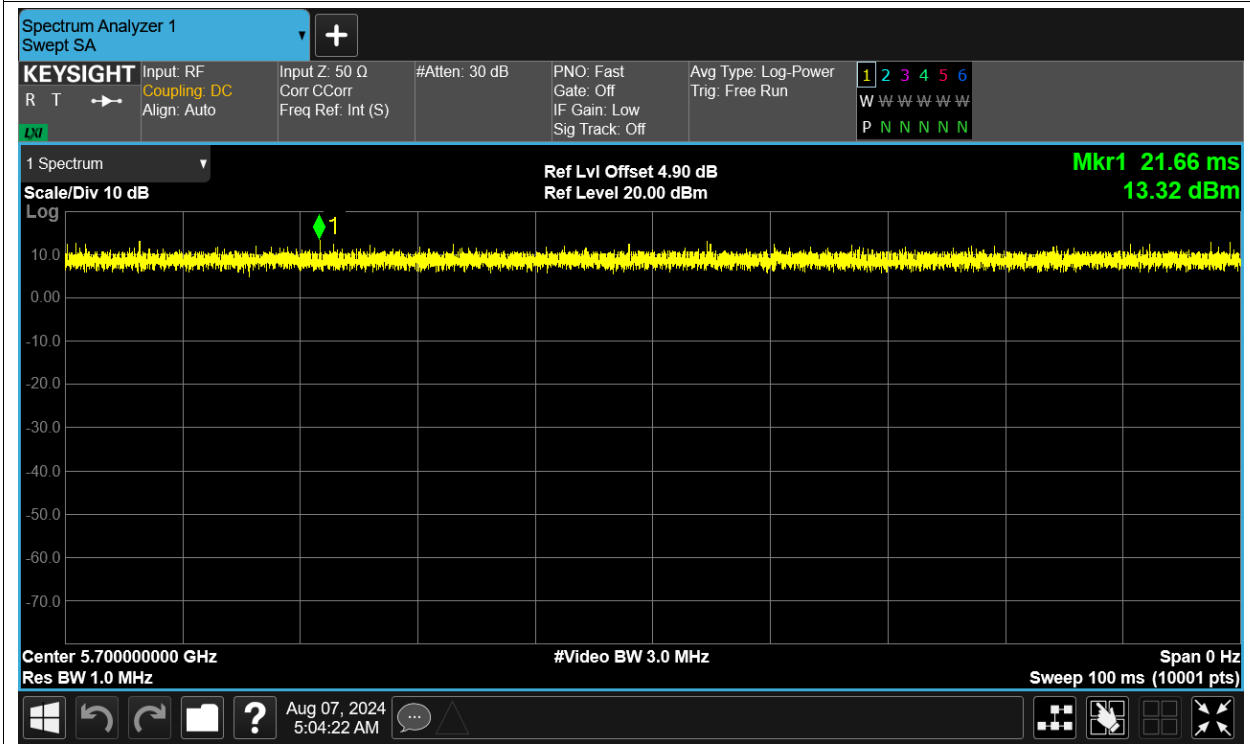 Spectrum Analyzer 1
Swept SA
KEYSIGHT
R T
LXI
Input: RF
Coupling: DC
Align: Auto
Input Z: 50 Ω
Corr CCorr
Freq Ref: Int (S)
#Atten: 30 dB
PNO: Fast
Gate: Off
IF Gain: Low
Sig Track: Off
Avg Type: Log-Power
Trig: Free Run
1 2 3 4 5 6
W W W W W W
P N N N N N
1 Spectrum
Scale/Div 10 dB
Ref Lvl Offset 4.90 dB
Ref Level 20.00 dBm
Mkr1 21.66 ms
13.32 dBm
Log
1
10.0
0.00
-10.0
-20.0
-30.0
-40.0
-50.0
-60.0
-70.0
Center 5.700000000 GHz
Res BW 1.0 MHz
#Video BW 3.0 MHz
Span 0 Hz
Sweep 100 ms (10001 pts)
?
Aug 07, 2024
5:04:22 AM